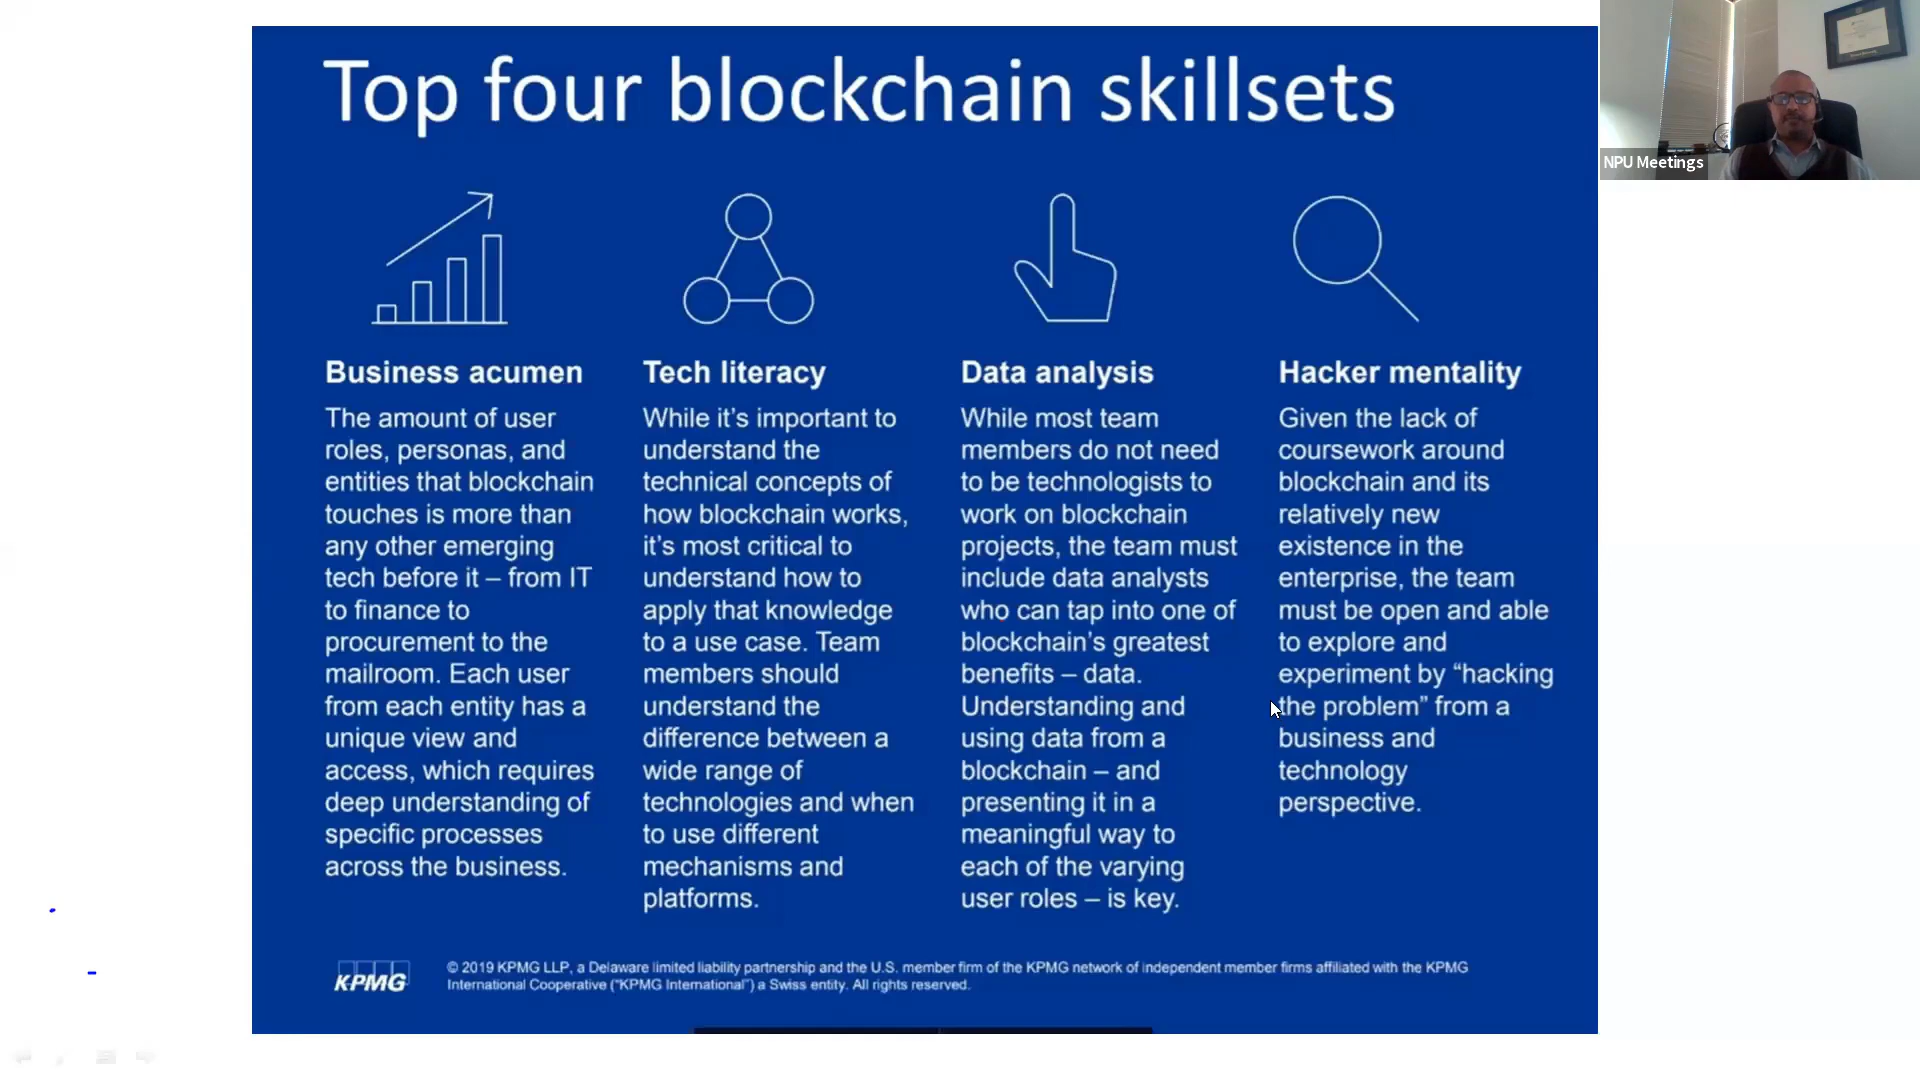 Top four blockchain skillsets
NPU Meetings
Business acumen
The amount of user
roles, personas, and
entities that blockchain
touches is more than
any other emerging
tech before it – from IT
to finance to
procurement to the
mailroom. Each user
from each entity has a
unique view and
access, which requires
deep understanding of
specific processes
across the business.
Tech literacy
While it's important to
understand the
technical concepts of
how blockchain works,
it's most critical to
understand how to
apply that knowledge
to a use case. Team
members should
understand the
difference between a
wide range of
technologies and when
to use different
mechanisms and
platforms.
Data analysis
While most team
members do not need
to be technologists to
work on blockchain
projects, the team must
include data analysts
who can tap into one of
blockchain's greatest
benefits – data.
Understanding and
using data from a
blockchain – and
presenting it in a
meaningful way to
each of the varying
user roles – is key.
Hacker mentality
Given the lack of
coursework around
blockchain and its
relatively new
existence in the
enterprise, the team
must be open and able
to explore and
experiment by “hacking
the problem” from a
business and
technology
perspective.
KPMG
© 2019 KPMG LLP, a Delaware limited liability partnership and the U.S. member firm of the KPMG network of independent member firms affiliated with the KPMG
International Cooperative ("KPMG International") a Swiss entity. All rights reserved.